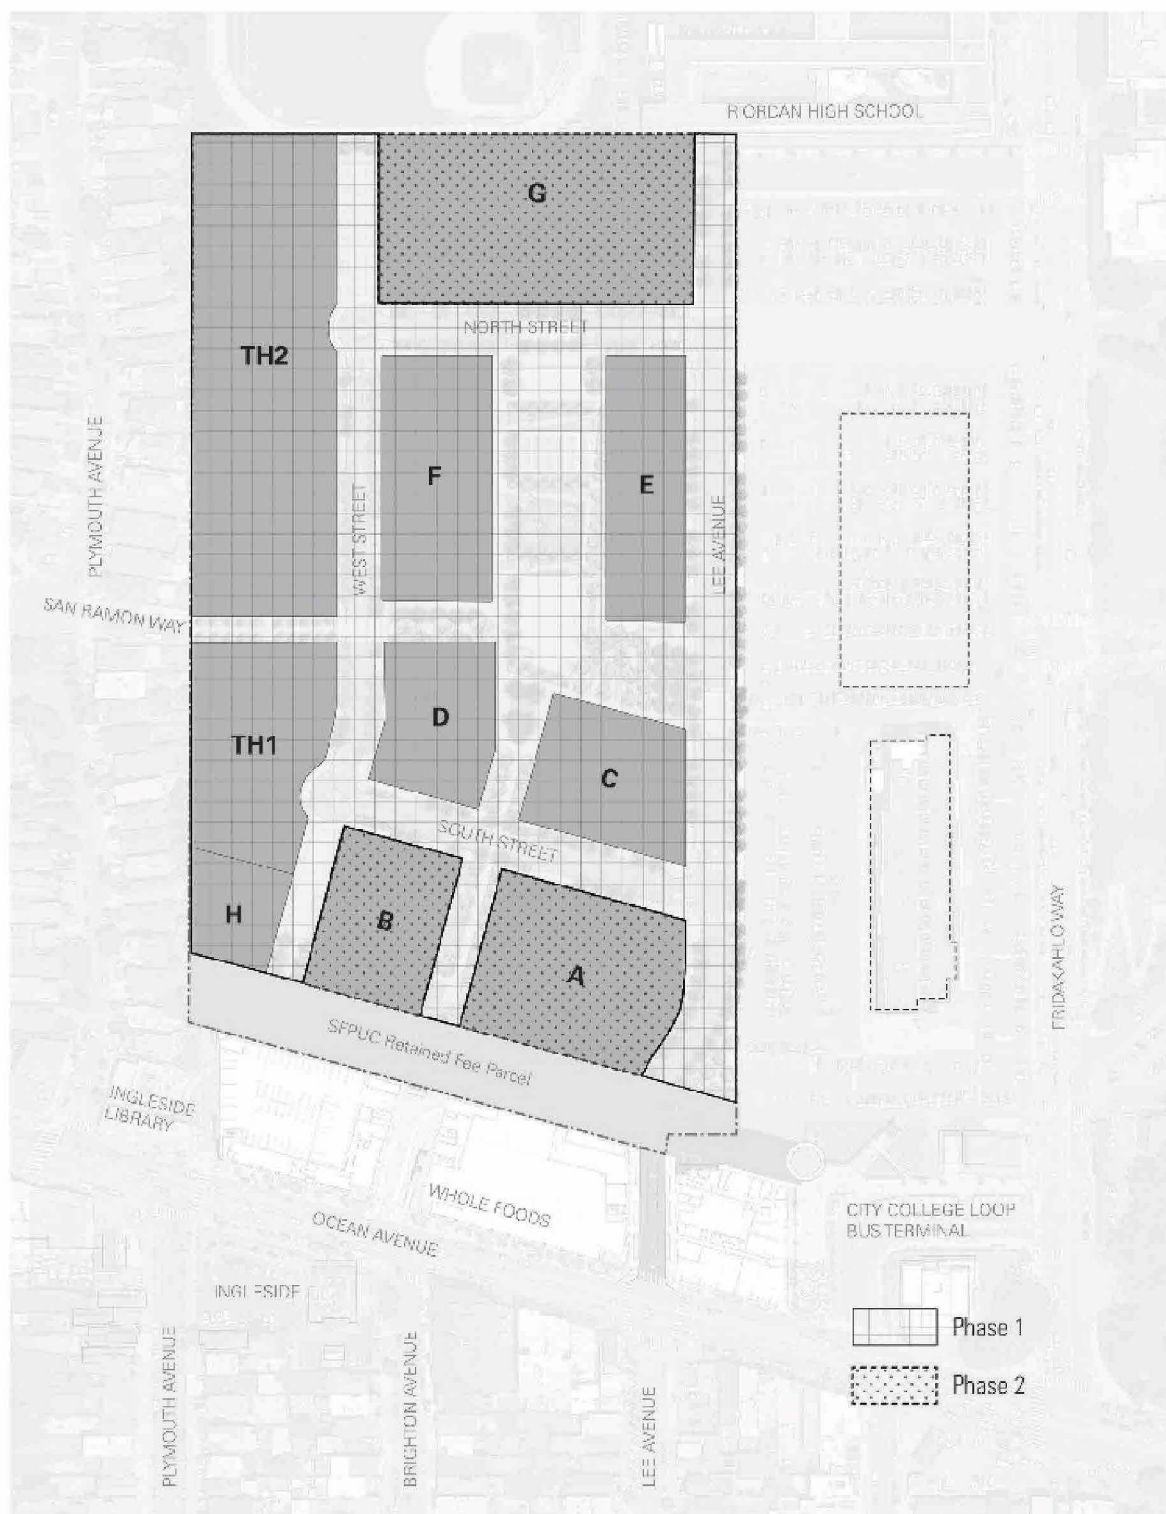 RIORDAN HIGH SCHOOL
G
NORTH STREET
TH2
F
E
PLYMOUTH AVENUE
WEST STREET
LEE AVENUE
SAN RAMON WAY
D
TH1
C
SOUTH STREET
H
B
A
FRIDA KAHLO WAY
SFPUC Retained Fee Parcel
INGLESIDE
LIBRARY
WHOLE FOODS
OCEAN AVENUE
CITY COLLEGE LOOP
BUS TERMINAL
INGLESIDE
PLYMOUTH AVENUE
BRIGHTON AVENUE
LEE AVENUE
Phase 1
Phase 2